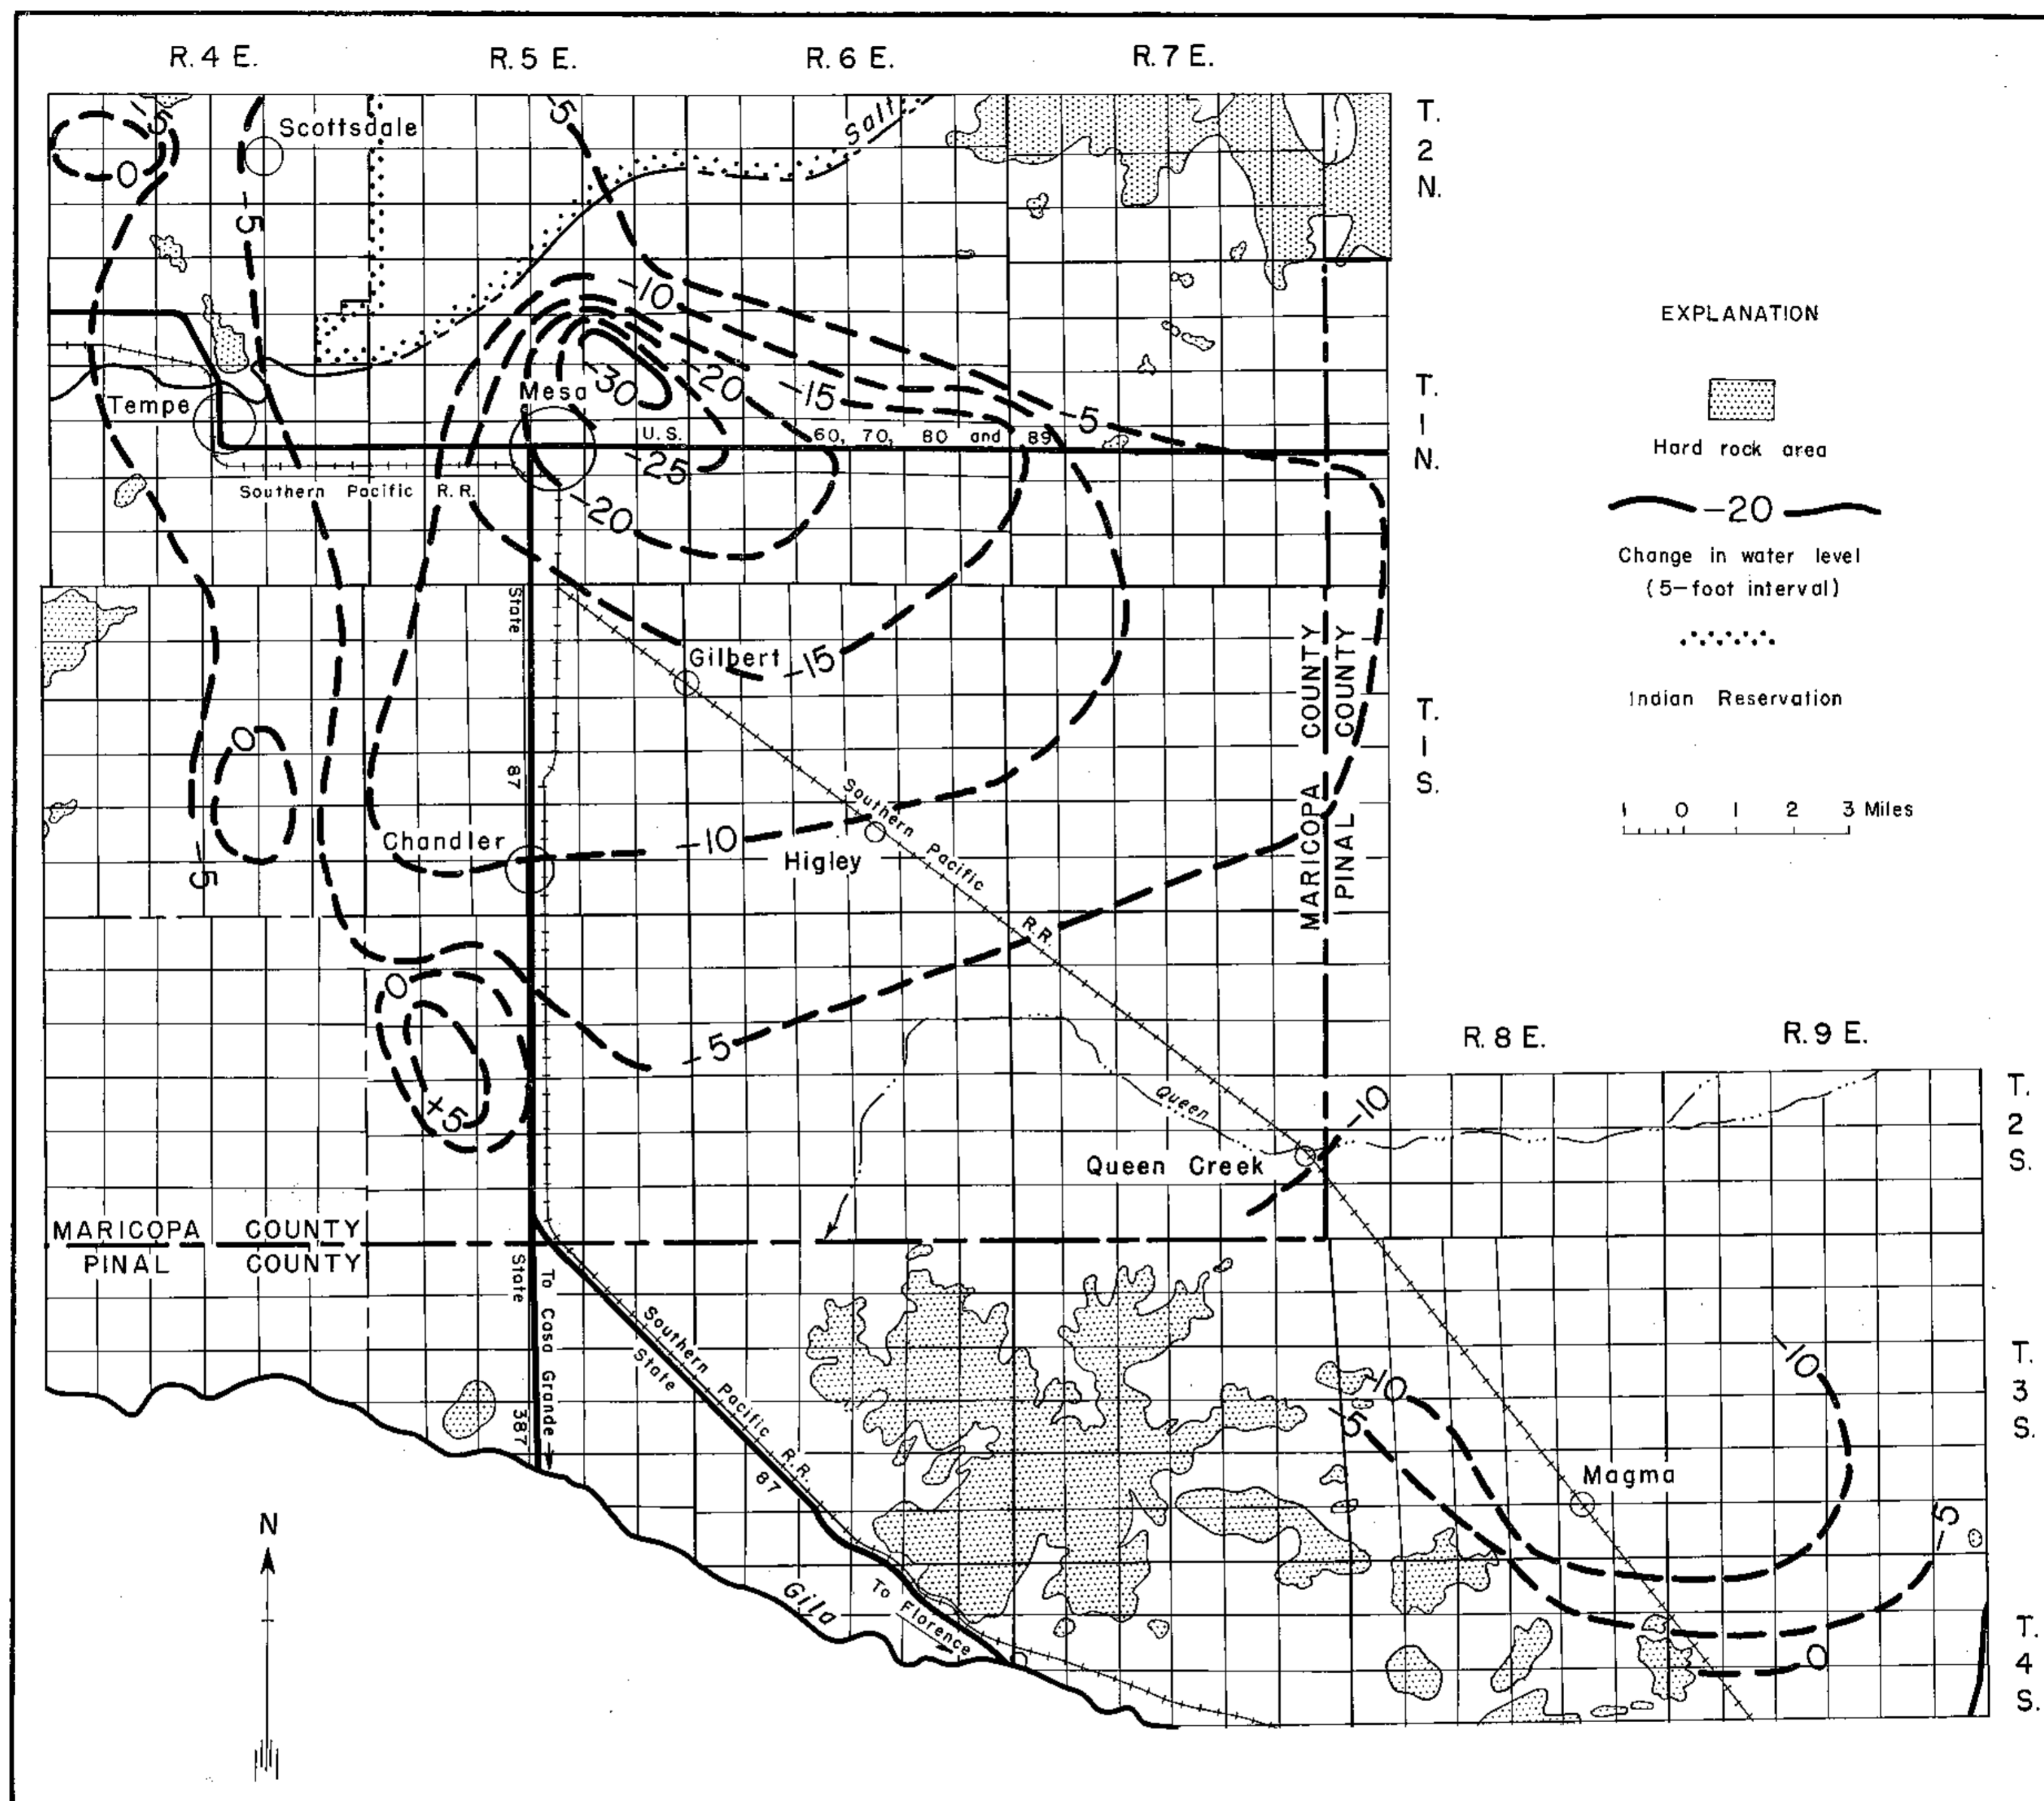 R. 4 E. R. 5 E. R. 6 E. R. 7 E.
T. 2 N.
Scottsdale
Salt
-5
-5
-5
0
-5
-10
EXPLANATION
Hard rock area
-20
Change in water level
(5-foot interval)
Indian Reservation
1 0 1 2 3 Miles
T. 1 N.
Tempe
Mesa
-30
-20
-15
-5
U.S. 60, 70, 80 and 89
-25
Southern Pacific R.R.
-20
State
87
Gilbert
-15
MARICOPA COUNTY
PINAL COUNTY
T. 1 S.
0
Southern Pacific R.R.
Chandler
-10
Higley
-5
0
-5
+5
Queen
-10
Queen Creek
R. 8 E. R. 9 E.
T. 2 S.
MARICOPA COUNTY
PINAL COUNTY
State
387
To Casa Grande
Southern Pacific R.R.
State
87
-10
-10
-5
T. 3 S.
Magma
-5
N
Gila
To Florence
0
T. 4 S.